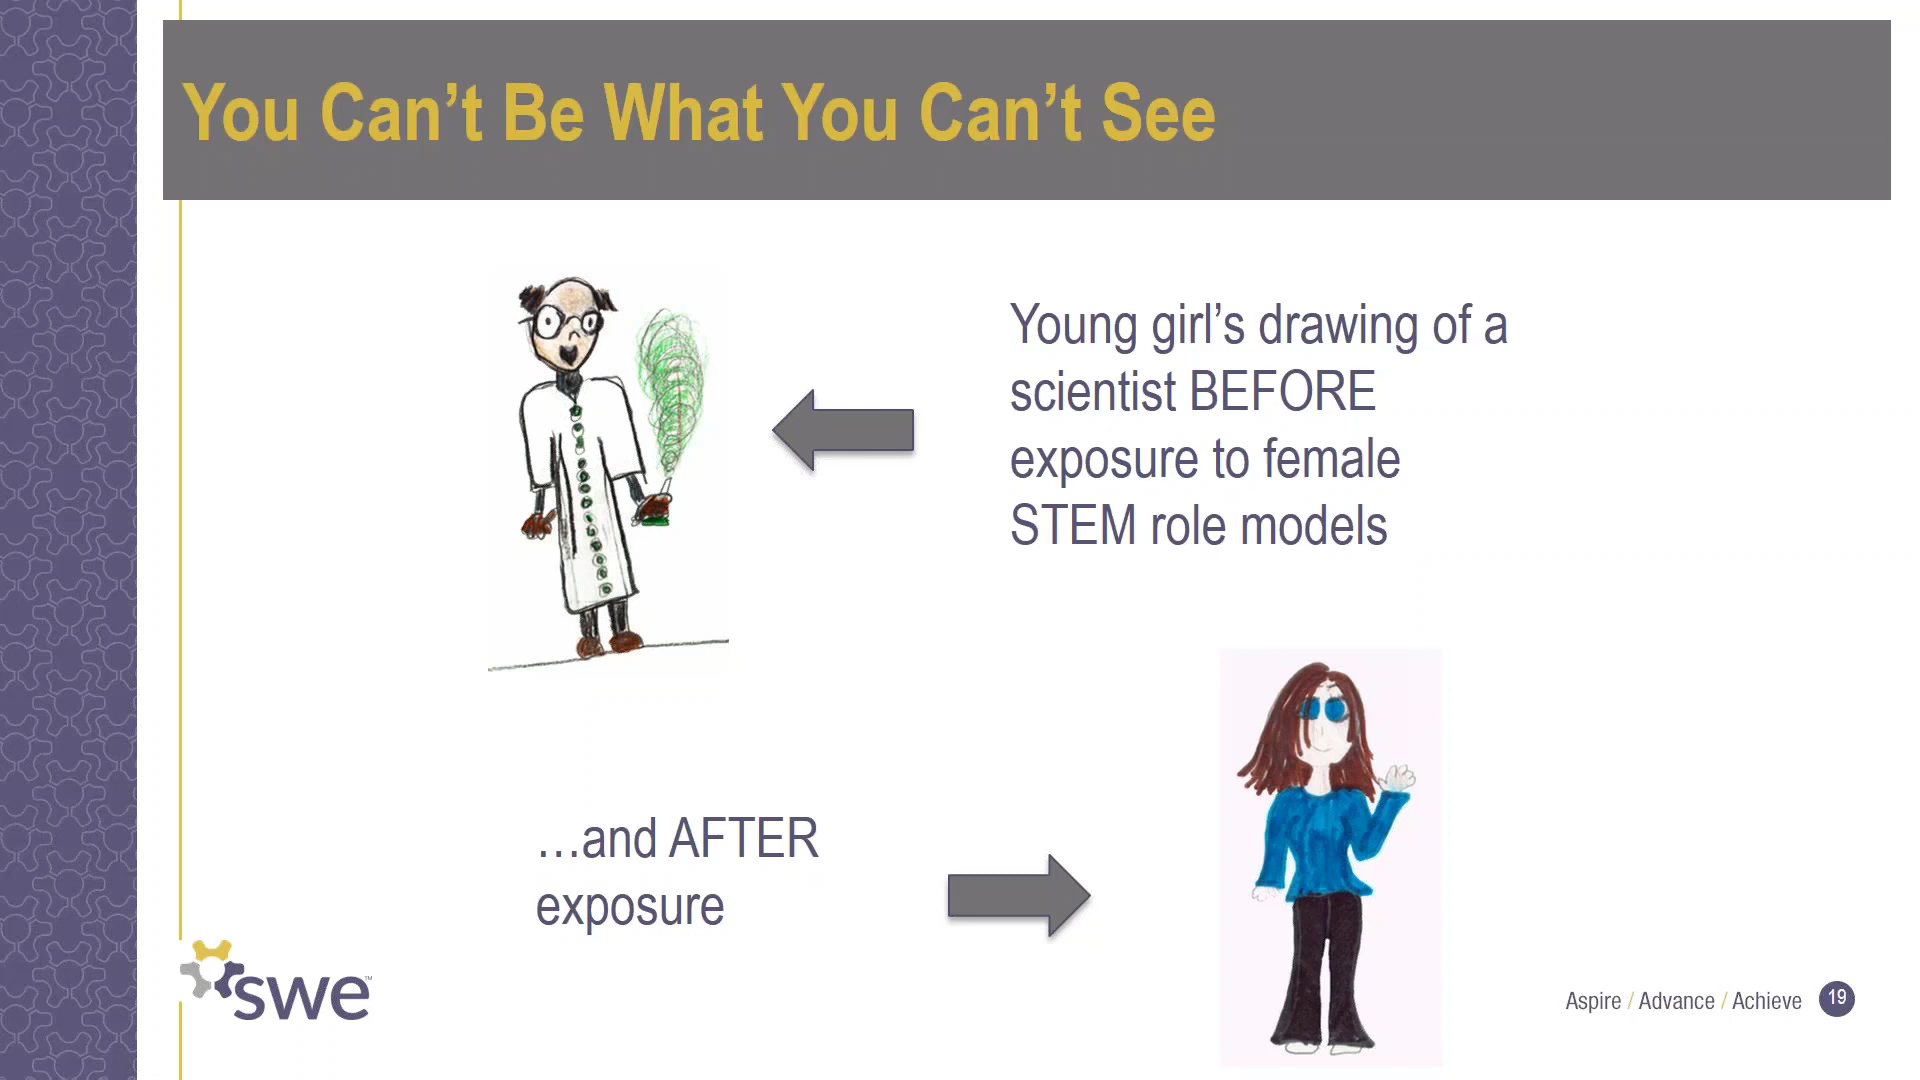 You Can’t Be What You Can’t See
Young girl’s drawing of a
scientist BEFORE
exposure to female
STEM role models
…and AFTER
exposure
swe™
Aspire / Advance / Achieve 19